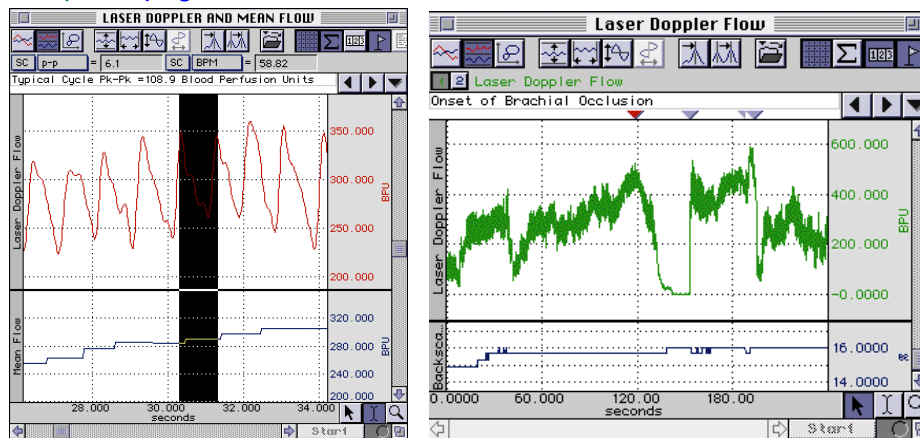 LASER DOPPLER AND MEAN FLOW
SC p-p = 6.1 SC BPM = 58.82
Typical Cycle Pk-Pk =108.9 Blood Perfusion Units
Laser Doppler Flow
350.000
300.000
250.000
200.000
BPU
Mean Flow
320.000
280.000
240.000
200.000
BPU
28.000 30.000 32.000 34.000
seconds
Start
Laser Doppler Flow
1 2 Laser Doppler Flow
Onset of Brachial Occlusion
Laser Doppler Flow
600.000
400.000
200.000
-0.0000
BPU
Backsca...
16.0000
14.0000
0.0000 60.000 120.00 180.00
seconds
Start